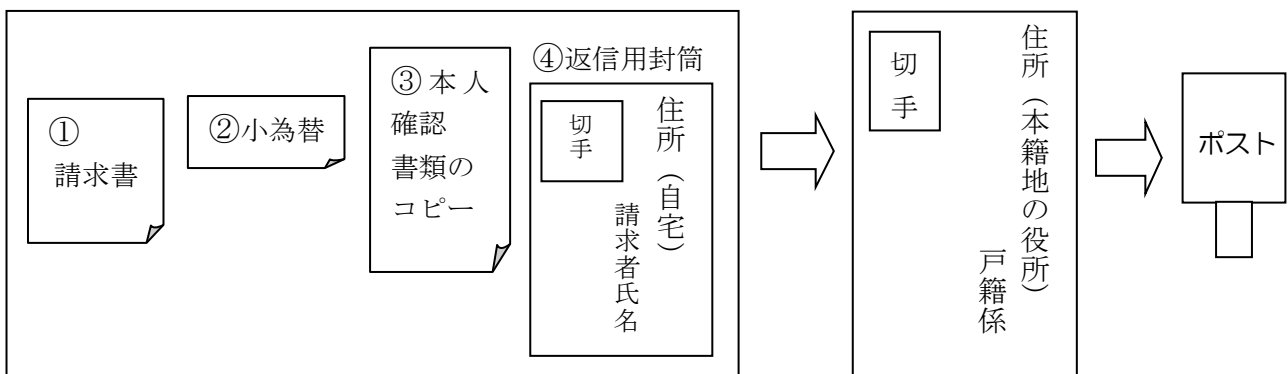 ①
請求書
②小為替
③本人
確認
書類の
コピー
④返信用封筒
切
手
住所（自宅）
請求者氏名
切
手
住所（本籍地の役所）
戸籍係
ポスト